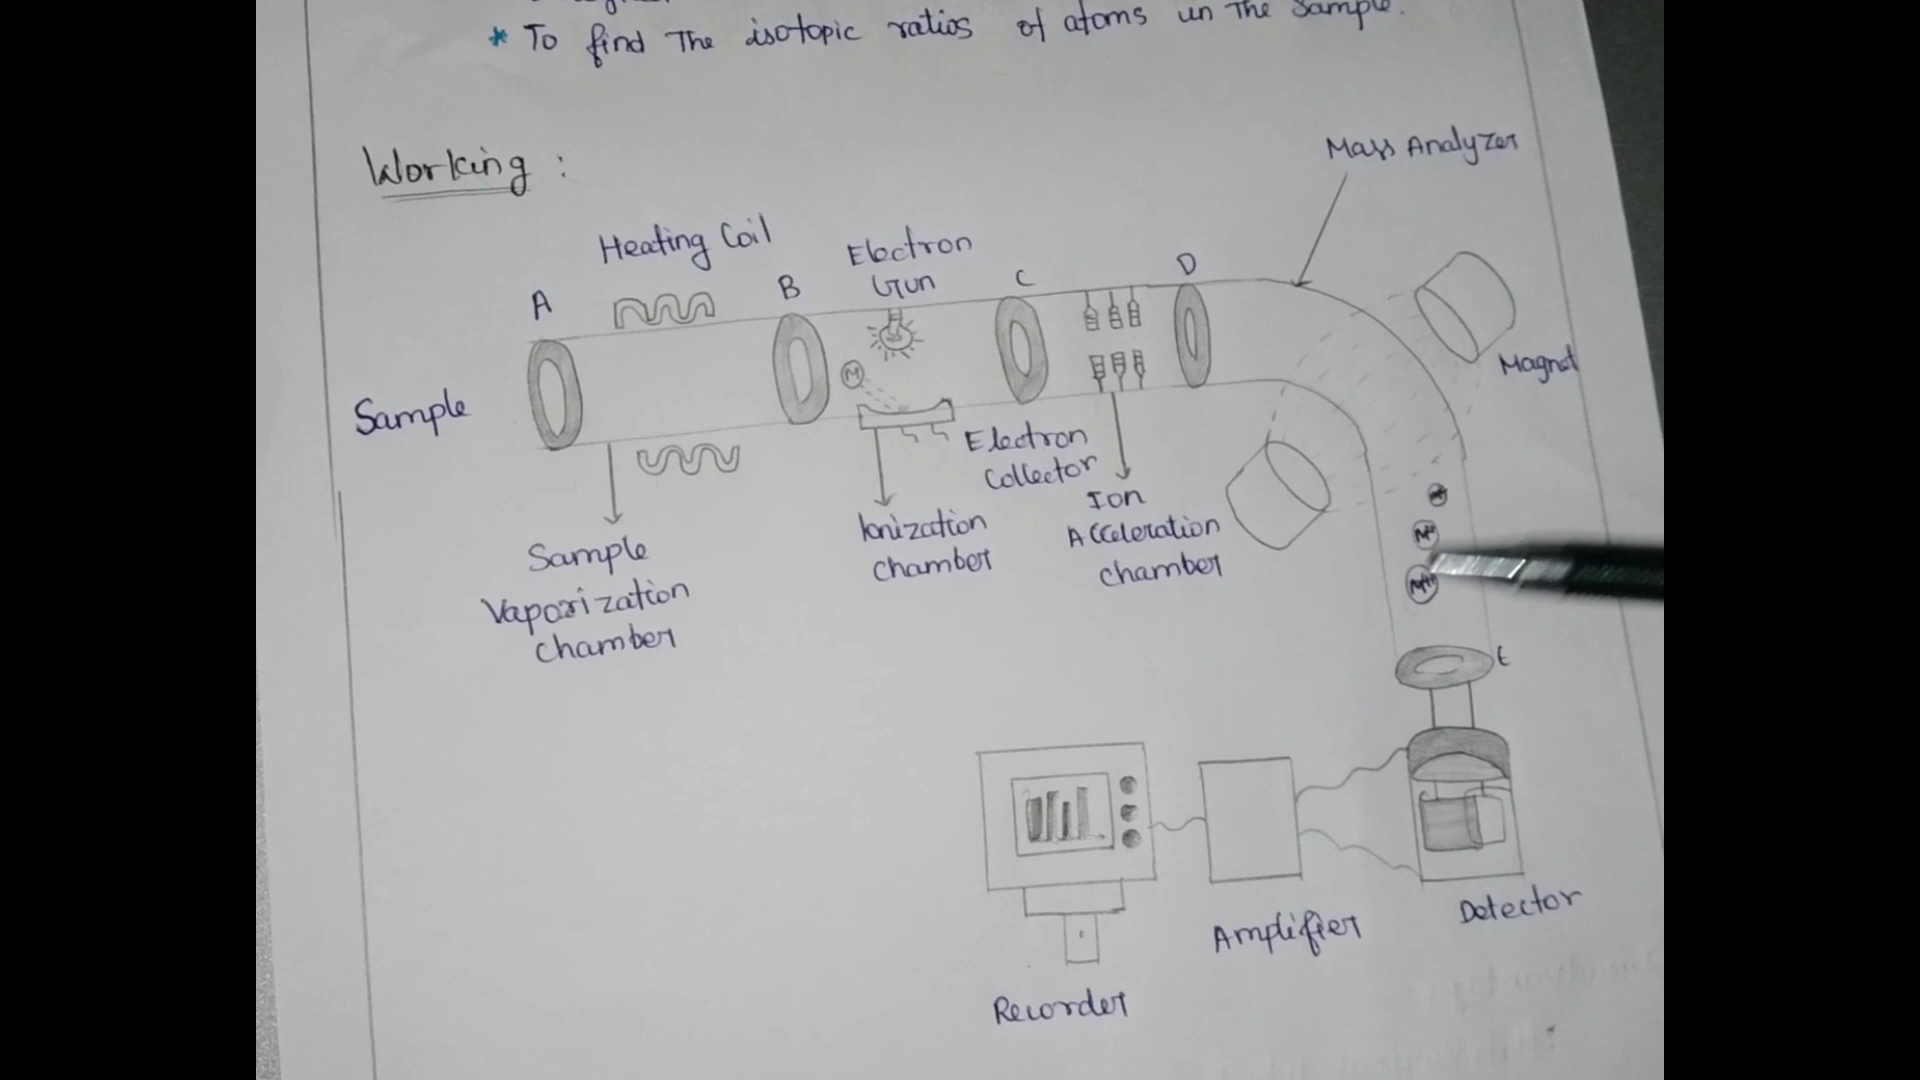 * To find The isotopic ratios of atoms in The Sample.
Working :
Mass Analyzer
Heating Coil
Electron
Gun
A
B
C
D
M
Magnet
Sample
Electron
Collector
Sample
Vaporization
chamber
Ionization
chamber
Ion
Acceleration
chamber
E
Detector
Amplifier
Recorder